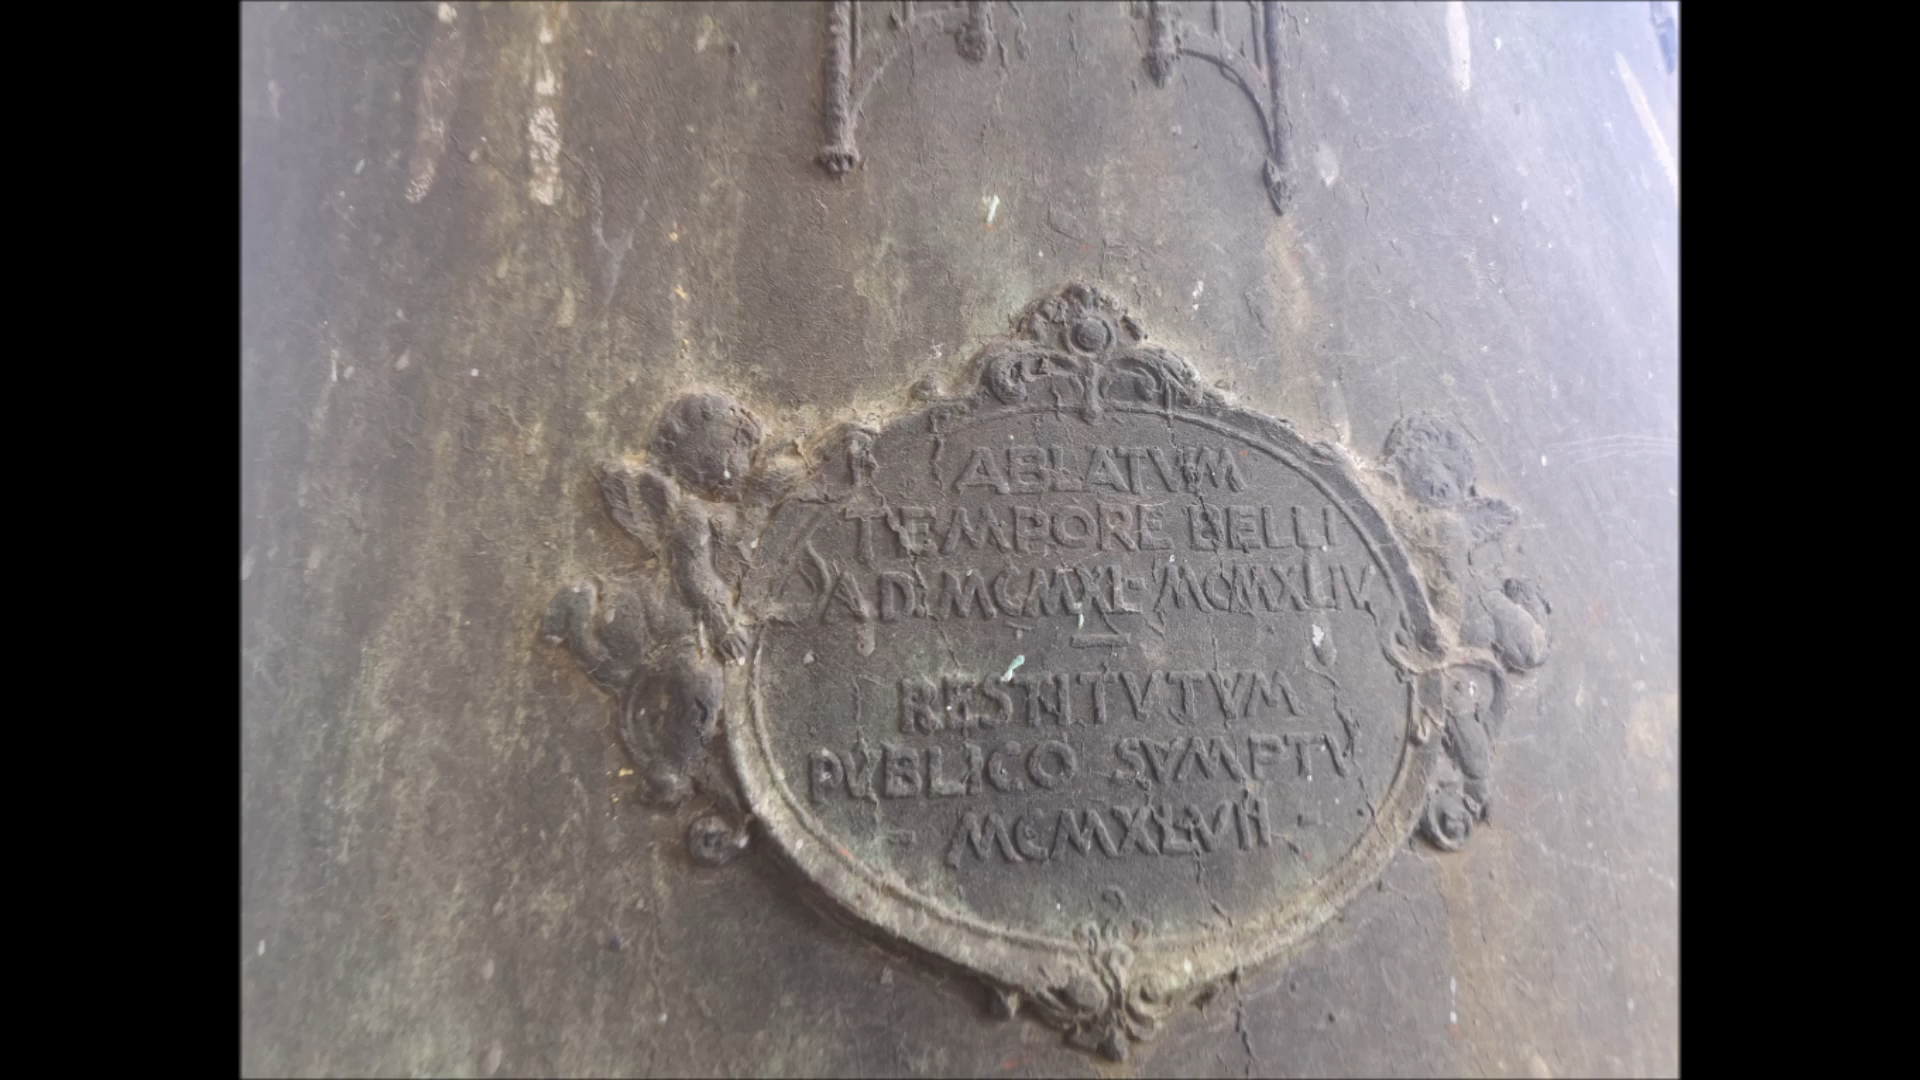 ABLATVM
TEMPORE BELLI
A D: MCMXL - MCMXLIV
—
RESTITVTVM
PVBLICO SVMPTV
- MCMXLVII -